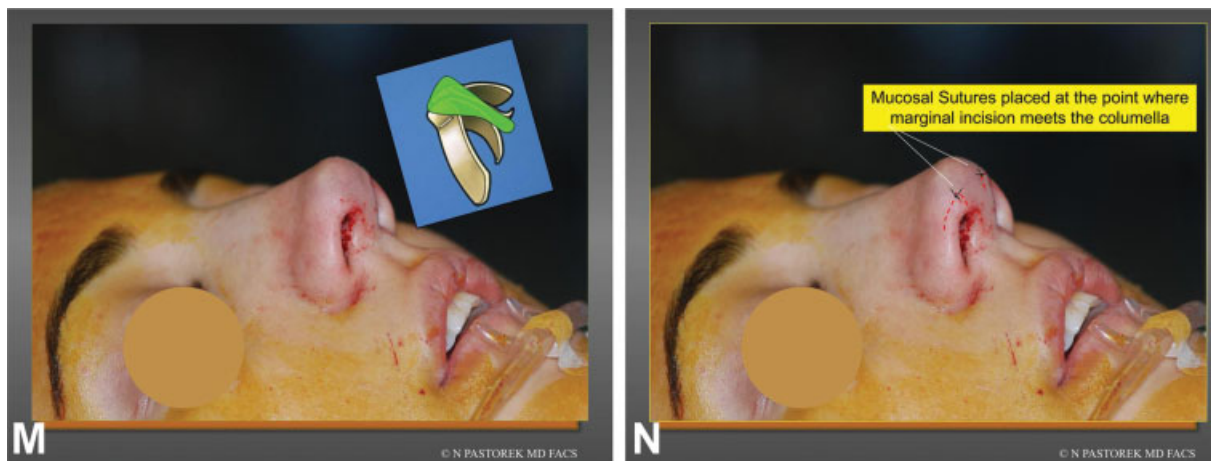 M
© N PASTOREK MD FACS
Mucosal Sutures placed at the point where
marginal incision meets the columella
N
© N PASTOREK MD FACS